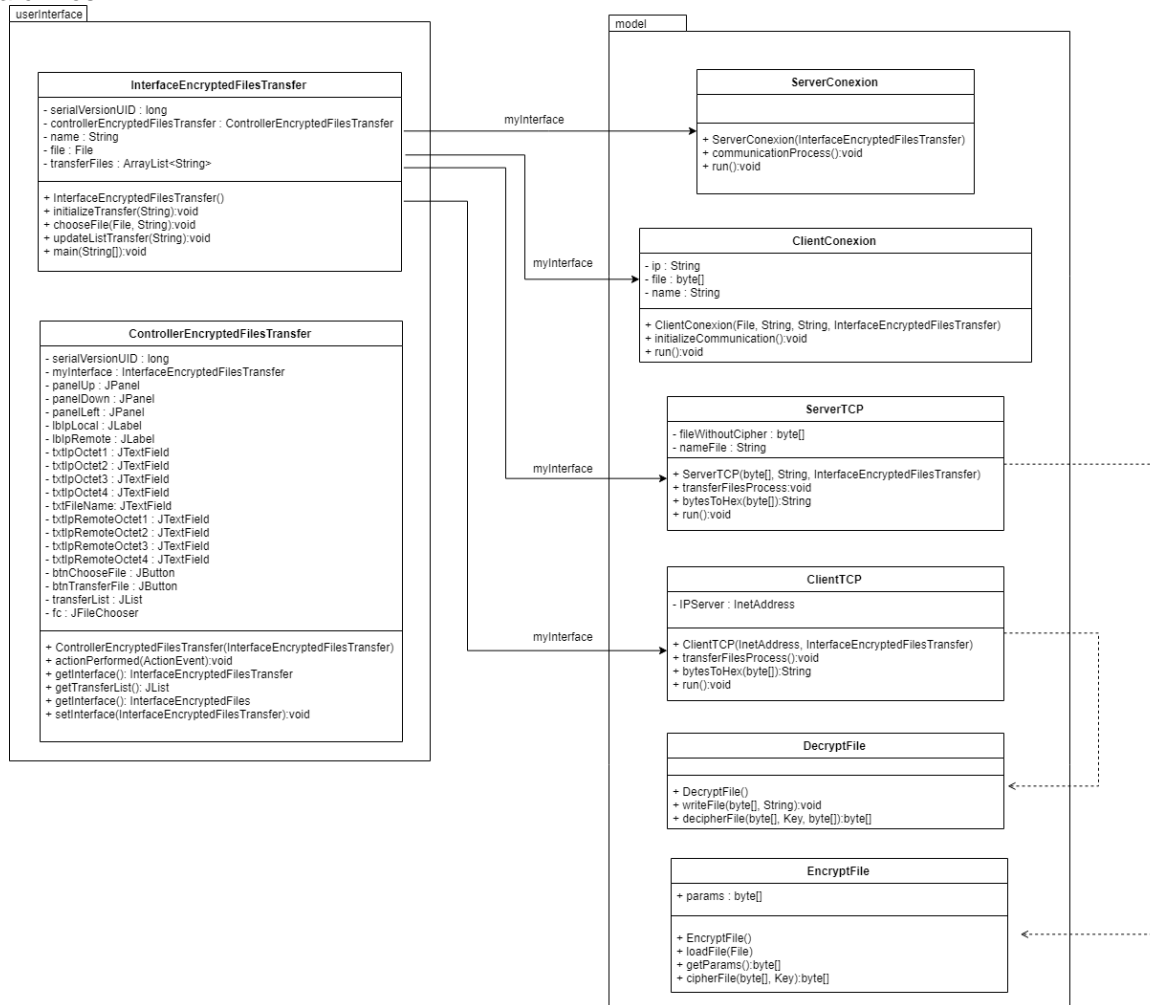 userInterface
InterfaceEncryptedFilesTransfer
- serialVersionUID : long
- controllerEncryptedFilesTransfer : ControllerEncryptedFilesTransfer
- name : String
- file : File
- transferFiles : ArrayList<String>
+ InterfaceEncryptedFilesTransfer()
+ initializeTransfer(String):void
+ chooseFile(File, String):void
+ updateListTransfer(String):void
+ main(String[]):void
ControllerEncryptedFilesTransfer
- serialVersionUID : long
- myInterface : InterfaceEncryptedFilesTransfer
- panelUp : JPanel
- panelDown : JPanel
- panelLeft : JPanel
- lblpLocal : JLabel
- lblpRemote : JLabel
- txtIpOctet1 : JTextField
- txtIpOctet2 : JTextField
- txtIpOctet3 : JTextField
- txtIpOctet4 : JTextField
- txtFileName: JTextField
- txtIpRemoteOctet1 : JTextField
- txtIpRemoteOctet2 : JTextField
- txtIpRemoteOctet3 : JTextField
- txtIpRemoteOctet4 : JTextField
- btnChooseFile : JButton
- btnTransferFile : JButton
- transferList : JList
- fc : JFileChooser
+ ControllerEncryptedFilesTransfer(InterfaceEncryptedFilesTransfer)
+ actionPerformed(ActionEvent):void
+ getInterface(): InterfaceEncryptedFilesTransfer
+ getTransferList(): JList
+ getInterface(): InterfaceEncryptedFiles
+ setInterface(InterfaceEncryptedFilesTransfer):void
myInterface
myInterface
myInterface
myInterface
model
ServerConexion
+ ServerConexion(InterfaceEncryptedFilesTransfer)
+ communicationProcess():void
+ run():void
ClientConexion
- ip : String
- file : byte[]
- name : String
+ ClientConexion(File, String, String, InterfaceEncryptedFilesTransfer)
+ initializeCommunication():void
+ run():void
ServerTCP
- fileWithoutCipher : byte[]
- nameFile : String
+ ServerTCP(byte[], String, InterfaceEncryptedFilesTransfer)
+ transferFilesProcess:void
+ bytesToHex(byte[]):String
+ run():void
ClientTCP
- IPServer : InetAddress
+ ClientTCP(InetAddress, InterfaceEncryptedFilesTransfer)
+ transferFilesProcess():void
+ bytesToHex(byte[]):String
+ run():void
DecryptFile
+ DecryptFile()
+ writeFile(byte[], String):void
+ decipherFile(byte[], Key, byte[]):byte[]
EncryptFile
+ params : byte[]
+ EncryptFile()
+ loadFile(File)
+ getParams():byte[]
+ cipherFile(byte[], Key):byte[]